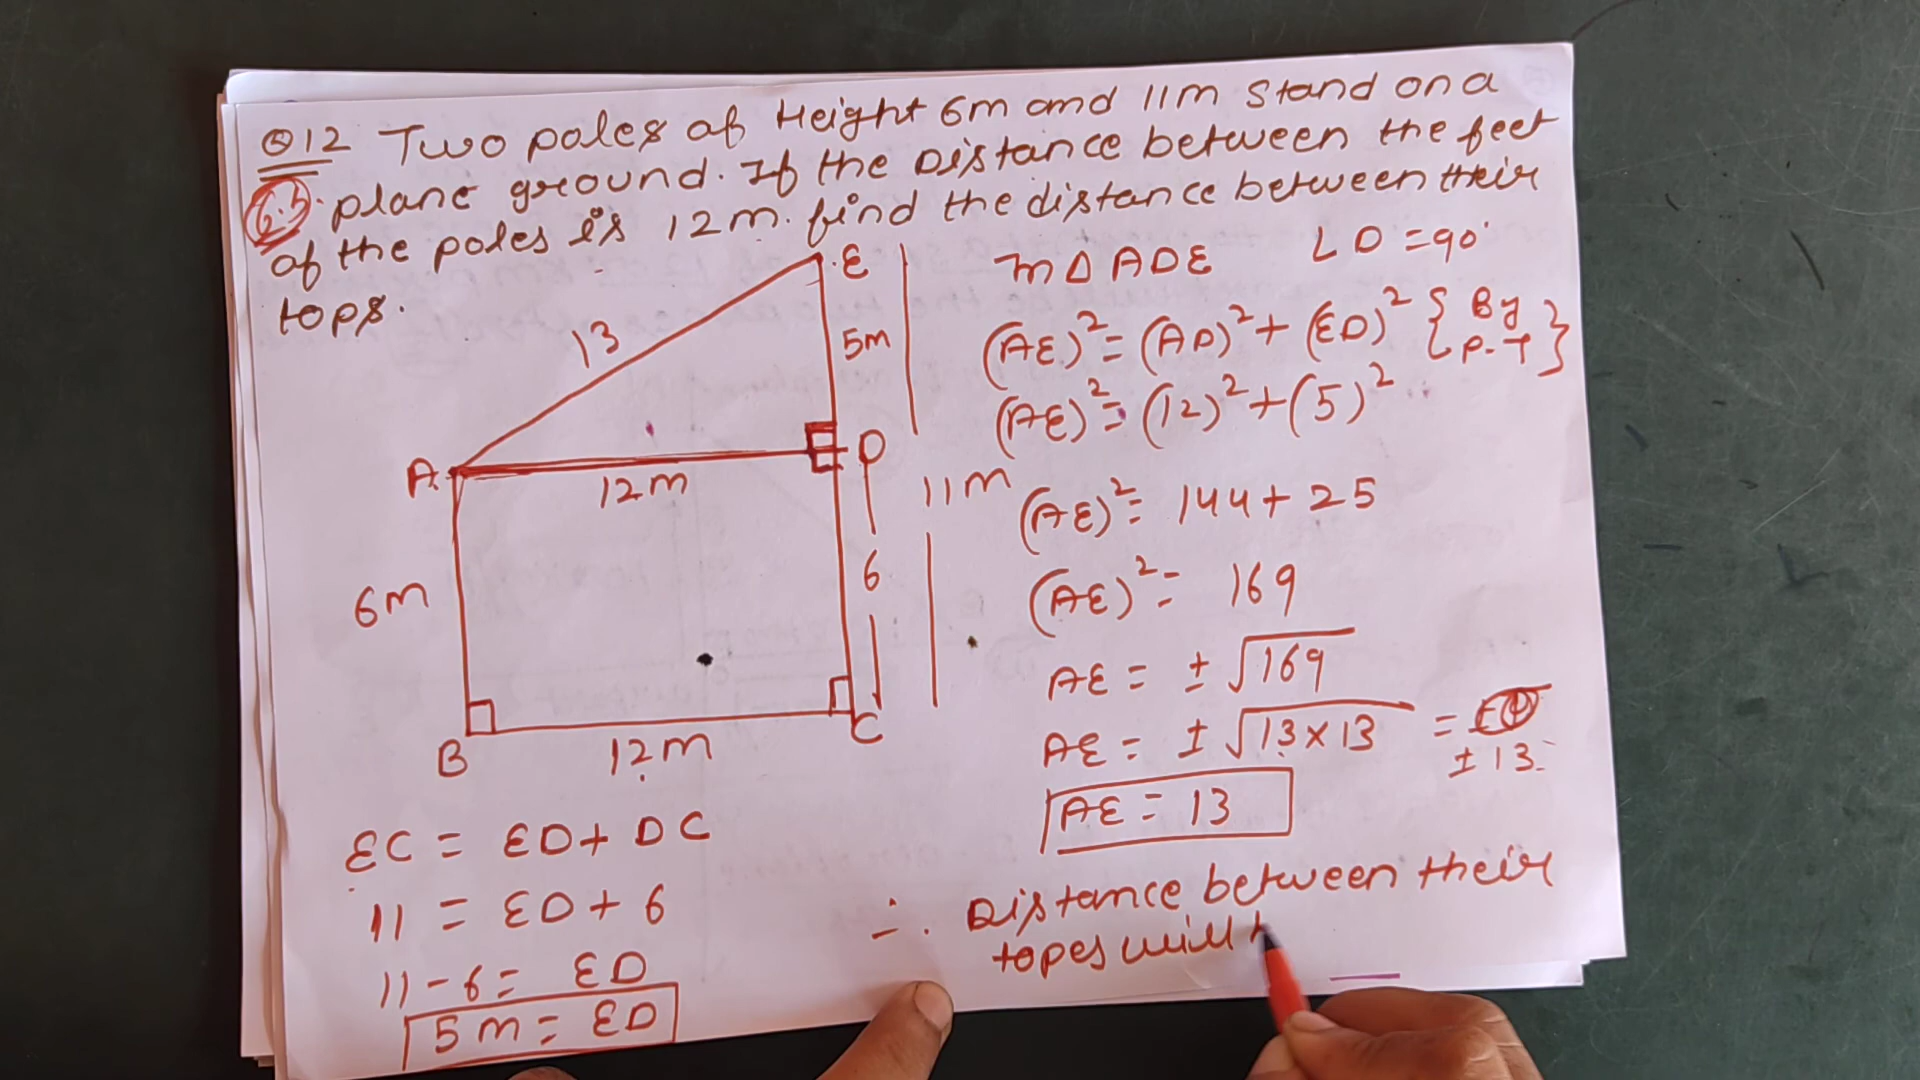 Q12 Two poles of Height 6m and 11m stand on a
6.5. plane ground. If the Distance between the feet
of the poles is 12m. find the distance between their
tops.
E
13
5m
A
12m
D
11m
6m
6
B
12m
C
EC = ED + DC
11 = ED + 6
11 - 6 = ED
5m = ED
In Δ ADE ∠D = 90°
(AE)² = (AD)² + (ED)² { By P.T }
(AE)² = (12)² + (5)²
(AE)² = 144 + 25
(AE)² = 169
AE = ± √169
AE = ± √13 × 13 = ± 13
AE = 13
∴ Distance between their
topes will